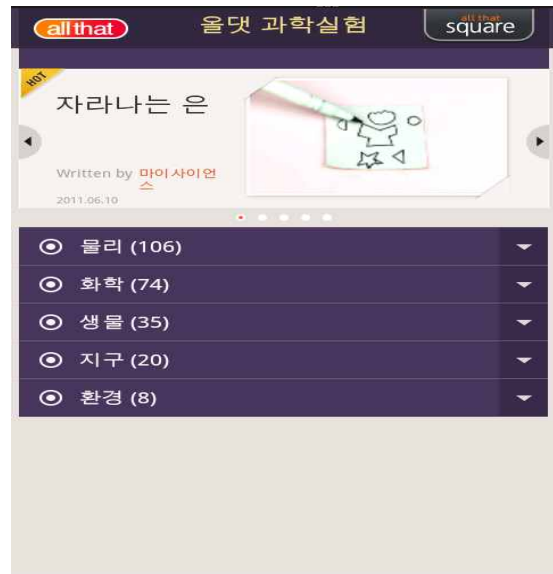 all that
올댓 과학실험
all that
square
HOT
자라나는 은
Written by 마이사이언
스
2011.06.10
물리 (106)
화학 (74)
생물 (35)
지구 (20)
환경 (8)